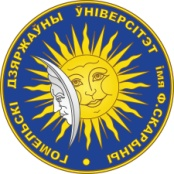 ГОМЕЛЬСКІ ДЗЯРЖАЎНЫ ЎНІВЕРСІТЭТ імя Ф.СКАРЫНЫ